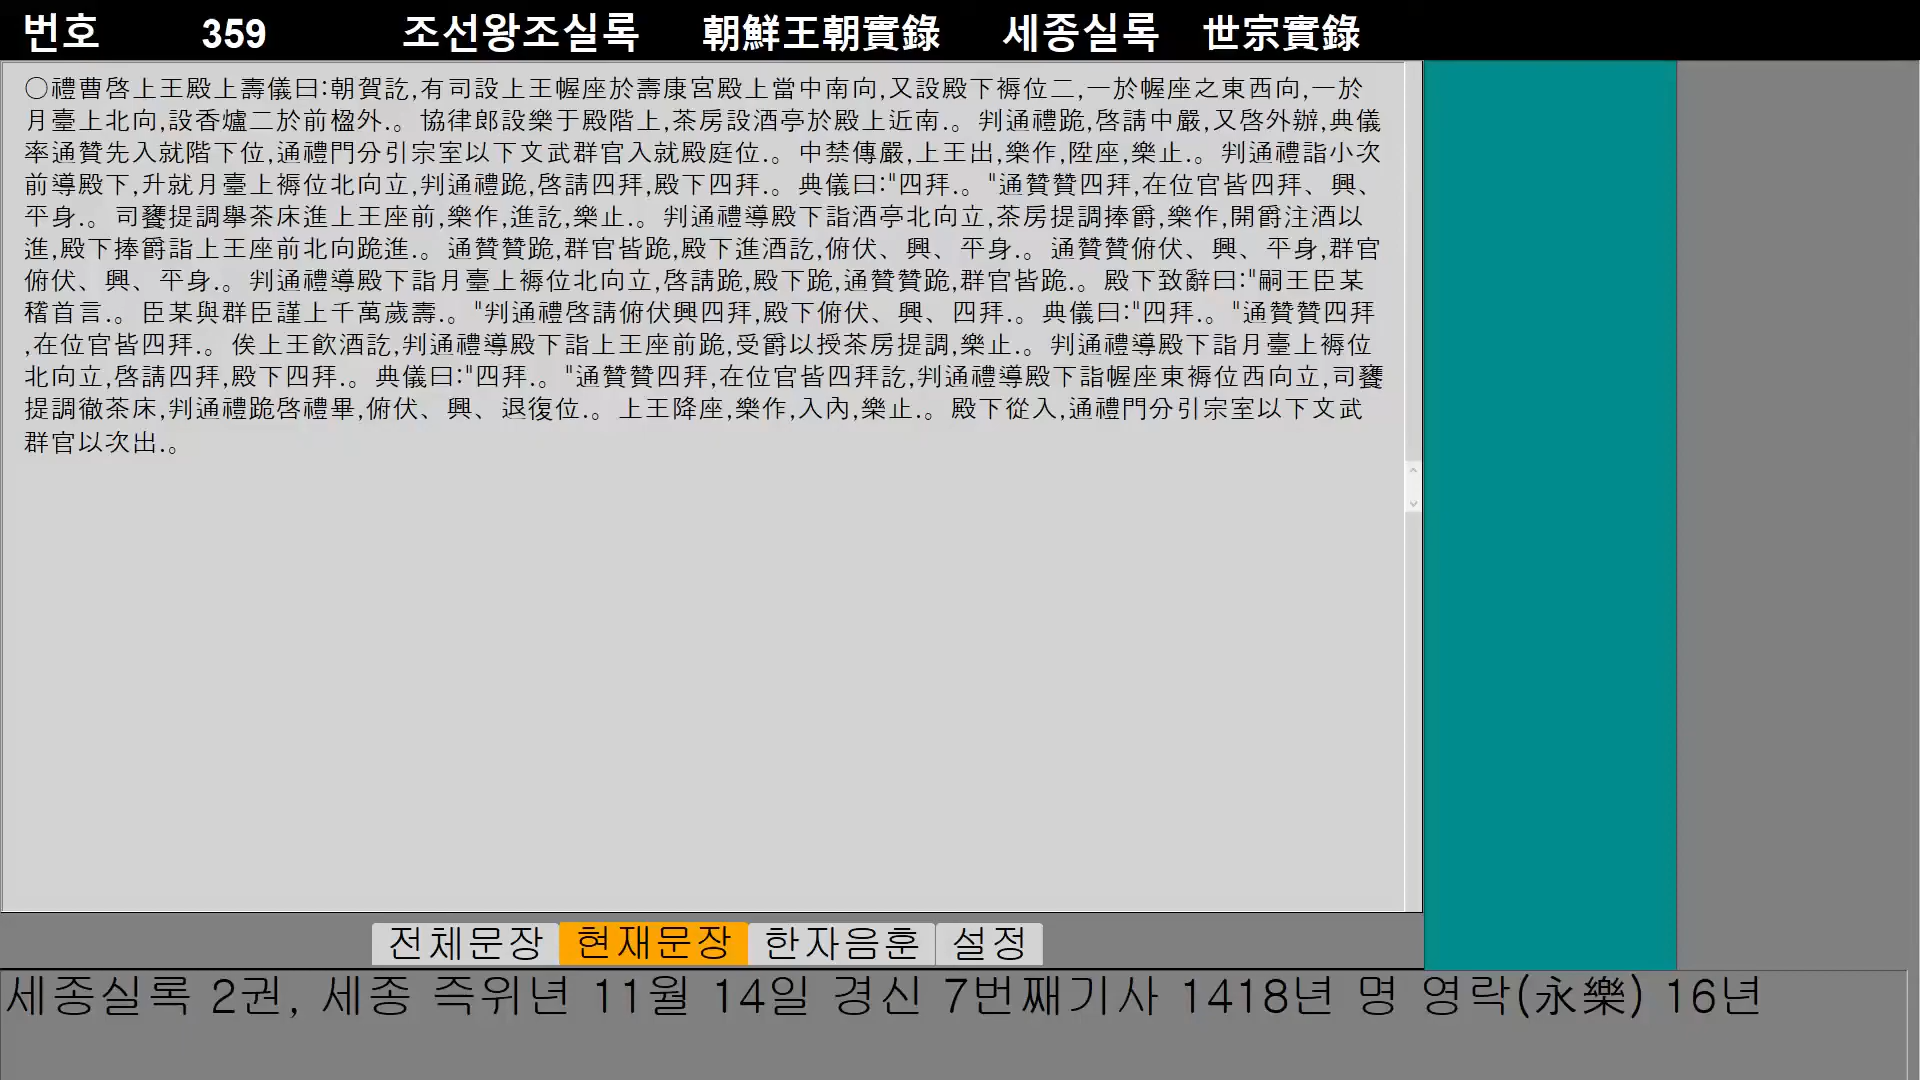 번호 359 조선왕조실록 朝鮮王朝實錄 세종실록 世宗實錄
○禮曹啓上王殿上壽儀曰:朝賀訖,有司設上王幄座於壽康宮殿上當中南向,又設殿下褥位二,一於幄座之東西向,一於
月臺上北向,設香爐二於前楹外.。協律郎設樂于殿階上,茶房設酒亭於殿上近南.。判通禮跪,啓請中嚴,又啓外辦,典儀
率通贊先入就階下位,通禮門分引宗室以下文武群官入就殿庭位.。中禁傳嚴,上王出,樂作,陞座,樂止.。判通禮詣小次
前導殿下,升就月臺上褥位北向立,判通禮跪,啓請四拜,殿下四拜.。典儀曰:"四拜.。"通贊贊四拜,在位官皆四拜、興、
平身.。司饔提調擧茶床進上王座前,樂作,進訖,樂止.。判通禮導殿下詣酒亭北向立,茶房提調捧爵,樂作,開爵注酒以
進,殿下捧爵詣上王座前北向跪進.。通贊贊跪,群官皆跪,殿下進酒訖,俯伏、興、平身.。通贊贊俯伏、興、平身,群官
俯伏、興、平身.。判通禮導殿下詣月臺上褥位北向立,啓請跪,殿下跪,通贊贊跪,群官皆跪.。殿下致辭曰:"嗣王臣某
稽首言.。臣某與群臣謹上千萬歲壽.。"判通禮啓請俯伏興四拜,殿下俯伏、興、四拜.。典儀曰:"四拜.。"通贊贊四拜
,在位官皆四拜.。俟上王飮酒訖,判通禮導殿下詣上王座前跪,受爵以授茶房提調,樂止.。判通禮導殿下詣月臺上褥位
北向立,啓請四拜,殿下四拜.。典儀曰:"四拜.。"通贊贊四拜,在位官皆四拜訖,判通禮導殿下詣幄座東褥位西向立,司饔
提調徹茶床,判通禮跪啓禮畢,俯伏、興、退復位.。上王降座,樂作,入內,樂止.。殿下從入,通禮門分引宗室以下文武
群官以次出.。
전체문장 현재문장 한자음훈 설정
세종실록 2권, 세종 즉위년 11월 14일 경신 7번째기사 1418년 명 영락(永樂) 16년